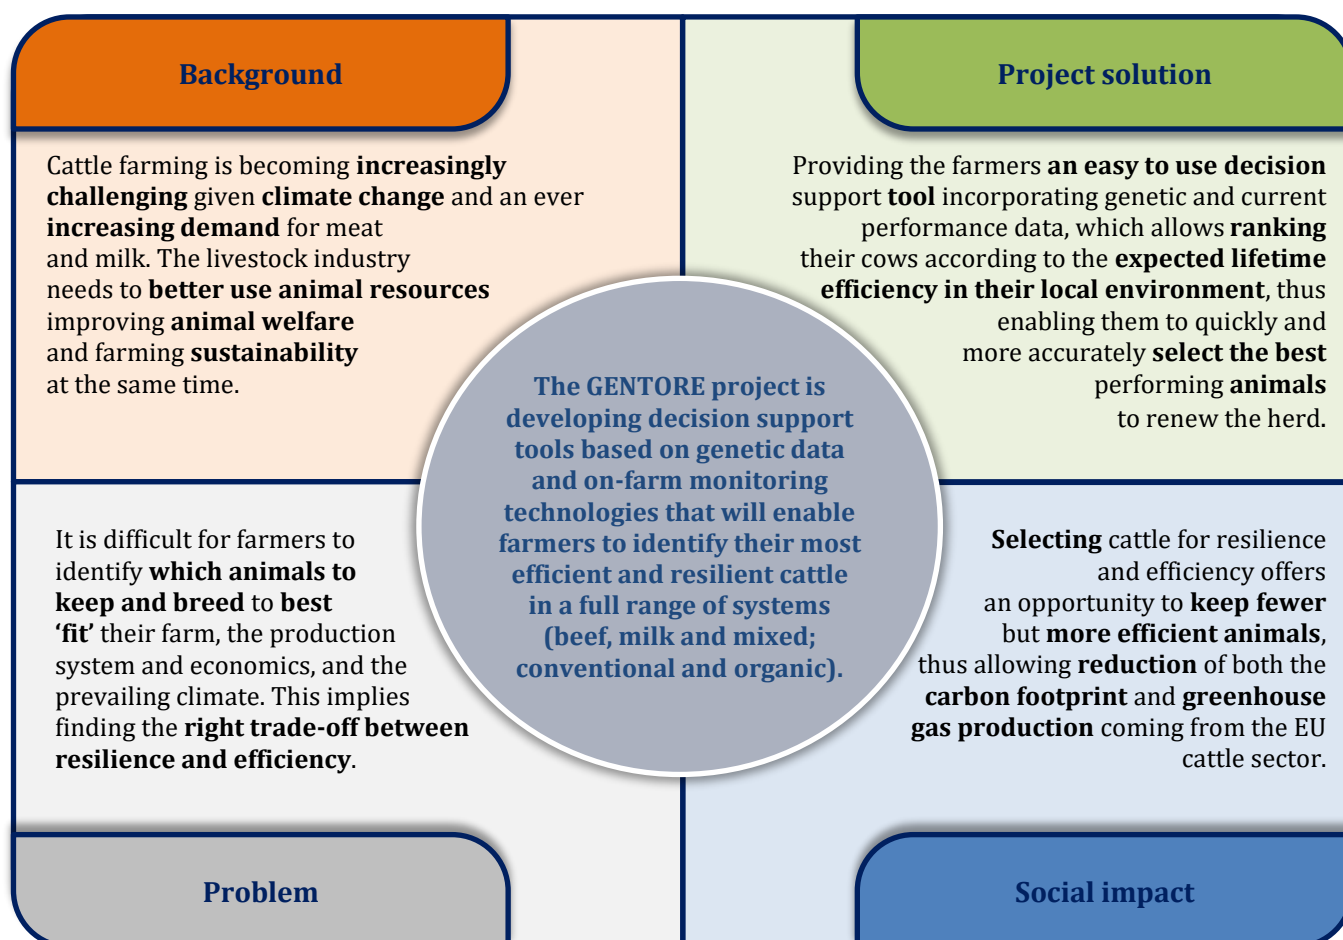 Background
Cattle farming is becoming increasingly
challenging given climate change and an ever
increasing demand for meat
and milk. The livestock industry
needs to better use animal resources
improving animal welfare
and farming sustainability
at the same time.
Project solution
Providing the farmers an easy to use decision
support tool incorporating genetic and current
performance data, which allows ranking
their cows according to the expected lifetime
efficiency in their local environment, thus
enabling them to quickly and
more accurately select the best
performing animals
to renew the herd.
The GENTORE project is
developing decision support
tools based on genetic data
and on-farm monitoring
technologies that will enable
farmers to identify their most
efficient and resilient cattle
in a full range of systems
(beef, milk and mixed;
conventional and organic).
It is difficult for farmers to
identify which animals to
keep and breed to best
‘fit’ their farm, the production
system and economics, and the
prevailing climate. This implies
finding the right trade-off between
resilience and efficiency.
Problem
Selecting cattle for resilience
and efficiency offers
an opportunity to keep fewer
but more efficient animals,
thus allowing reduction of both the
carbon footprint and greenhouse
gas production coming from the EU
cattle sector.
Social impact